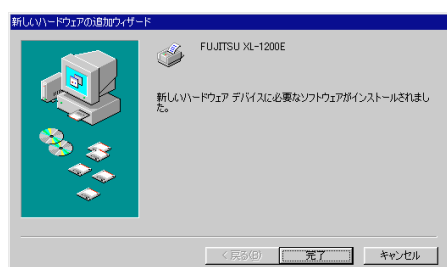 新しいハードウェアの追加ウィザード
FUJITSU XL-1200E
新しいハードウェア デバイスに必要なソフトウェアがインストールされまし
た。
< 戻る(B)
完了
キャンセル